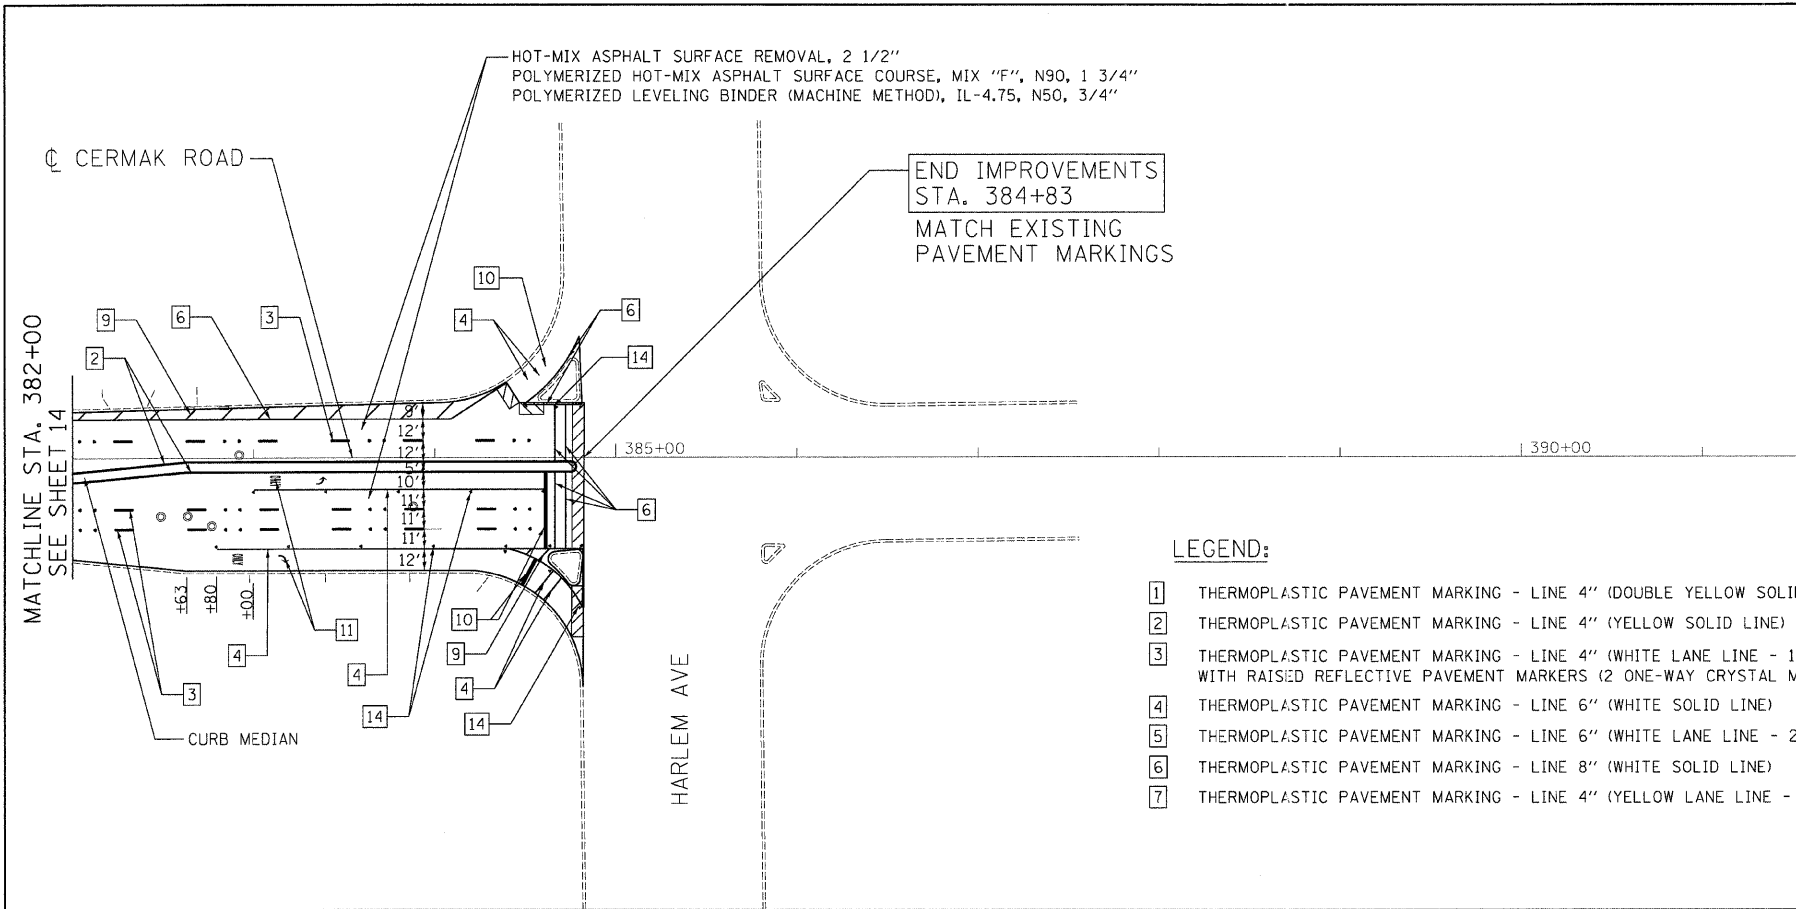 HOT-MIX ASPHALT SURFACE REMOVAL, 2 1/2"
POLYMERIZED HOT-MIX ASPHALT SURFACE COURSE, MIX "F", N90, 1 3/4"
POLYMERIZED LEVELING BINDER (MACHINE METHOD), IL-4.75, N50, 3/4"
℄ CERMAK ROAD
END IMPROVEMENTS
STA. 384+83
MATCH EXISTING
PAVEMENT MARKINGS
10
9
6
3
4
6
2
14
MATCHLINE STA. 382+00
SEE SHEET 14
9'
12'
12'
5'
10'
11'
11'
11'
12'
385+00
390+00
6
+63
+80
+00
10
11
4
9
4
4
3
14
14
CURB MEDIAN
HARLEM AVE
LEGEND:
1 THERMOPLASTIC PAVEMENT MARKING - LINE 4" (DOUBLE YELLOW SOLI
2 THERMOPLASTIC PAVEMENT MARKING - LINE 4" (YELLOW SOLID LINE)
3 THERMOPLASTIC PAVEMENT MARKING - LINE 4" (WHITE LANE LINE - 1
WITH RAISED REFLECTIVE PAVEMENT MARKERS (2 ONE-WAY CRYSTAL M
4 THERMOPLASTIC PAVEMENT MARKING - LINE 6" (WHITE SOLID LINE)
5 THERMOPLASTIC PAVEMENT MARKING - LINE 6" (WHITE LANE LINE - 2
6 THERMOPLASTIC PAVEMENT MARKING - LINE 8" (WHITE SOLID LINE)
7 THERMOPLASTIC PAVEMENT MARKING - LINE 4" (YELLOW LANE LINE -